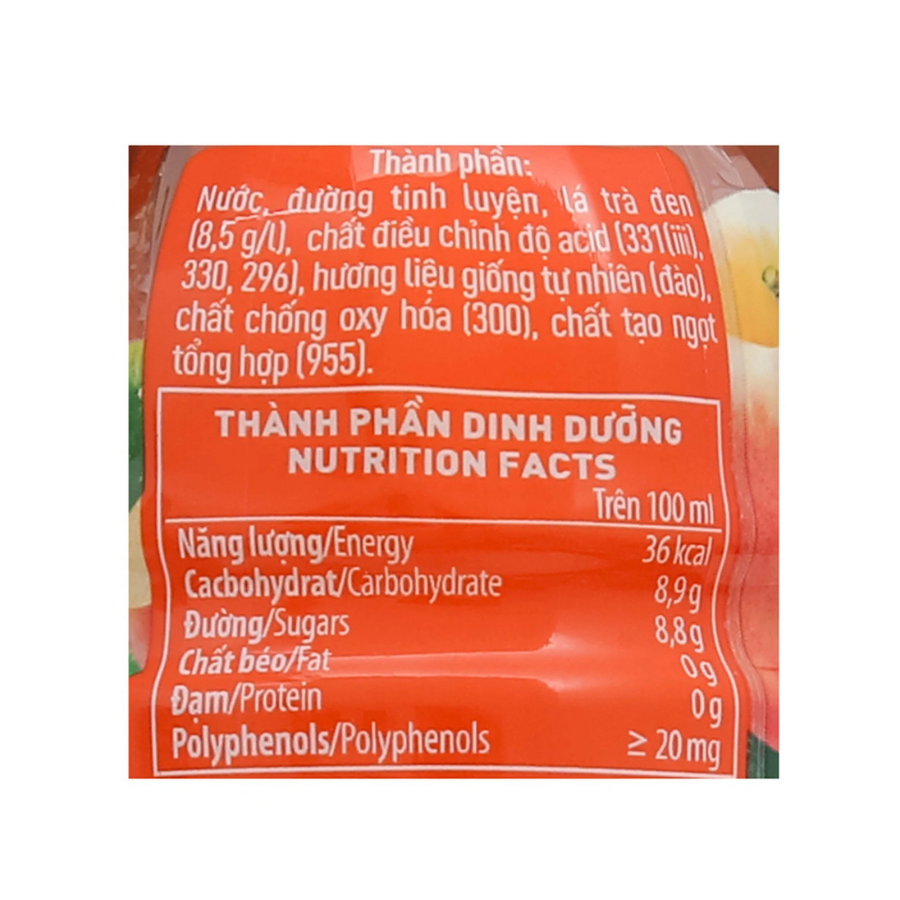 Thành phần:
Nước, đường tinh luyện, lá trà đen
(8,5 g/l), chất điều chỉnh độ acid (331(iii),
330, 296), hương liệu giống tự nhiên (đào),
chất chống oxy hóa (300), chất tạo ngọt
tổng hợp (955).
THÀNH PHẦN DINH DƯỠNG
NUTRITION FACTS
Trên 100 ml
Năng lượng/Energy 36 kcal
Cacbohydrat/Carbohydrate 8,9 g
Đường/Sugars 8,8 g
Chất béo/Fat 0 g
Đạm/Protein 0 g
Polyphenols/Polyphenols ≥ 20 mg